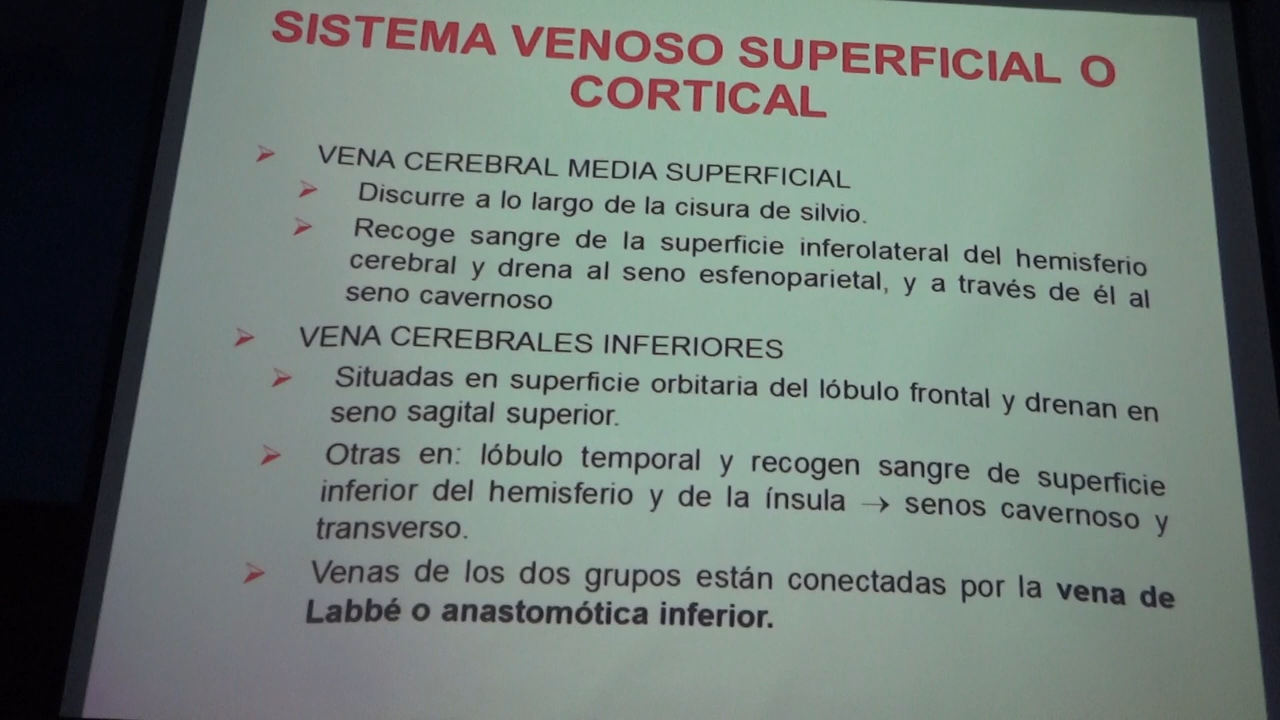 SISTEMA VENOSO SUPERFICIAL O
CORTICAL
VENA CEREBRAL MEDIA SUPERFICIAL
Discurre a lo largo de la cisura de silvio.
Recoge sangre de la superficie inferolateral del hemisferio
cerebral y drena al seno esfenoparietal, y a través de él al
seno cavernoso
VENA CEREBRALES INFERIORES
Situadas en superficie orbitaria del lóbulo frontal y drenan en
seno sagital superior.
Otras en: lóbulo temporal y recogen sangre de superficie
inferior del hemisferio y de la ínsula → senos cavernoso y
transverso.
Venas de los dos grupos están conectadas por la vena de
Labbé o anastomótica inferior.